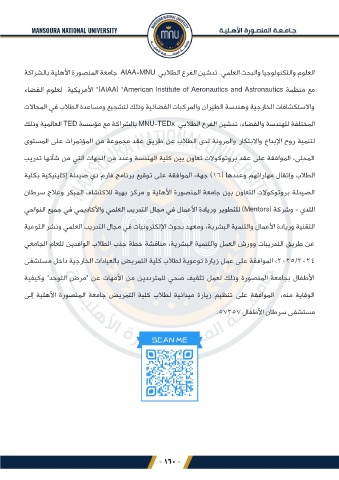 MANSOURA NATIONAL UNIVERSITY
جـامـعـة المنصورة الأهلـيـة
العلوم والتكنولوجيا والبحث العلمي، تدشين الفرع الطلابي AIAA-MNU جامعة المنصورة الأهلية بالشراكة
مع منظمة American Institute of Aeronautics and Astronautics" (AIAA)" الأمريكية لعلوم الفضاء
والاستكشافات الخارجية وهندسة الطيران والمركبات الفضائية وذلك لتشجيع ومساعدة الطلاب في المجالات
المختلفة للهندسة والفضاء، تدشين الفرع الطلابي MNU-TEDx بالشراكة مع مؤسسة TED العالمية وذلك
لتنمية روح الإبداع والابتكار والمرونة لدى الطلاب عن طريق عقد مجموعة من المؤتمرات على المستوى
المحلي، الموافقة على عقد بروتوكولات تعاون بين كلية الهندسة وعدد من الجهات التي من شأنها تدريب
الطلاب وإثقال مهاراتهم وعددها (١٦) جهة، الموافقة على توقيع برنامج فارم دي صيدلة إكلينيكية بكلية
الصيدلة بروتوكولات التعاون بين جامعة المنصورة الأهلية و مركز بهية للاكتشاف المبكر وعلاج سرطان
الثدي - وشركة (Mentors) للتطوير وريادة الأعمال في مجال التدريب العلمي والأكاديمي في جميع النواحي
التقنية وريادة الأعمال والتنمية البشرية، ومعهد بحوث الإلكترونيات في مجال التدريب العلمي ونشر التوعية
عن طريق التدريبات وورش العمل والتنمية البشرية، مناقشة خطة جذب الطلاب الوافدين للعام الجامعي
٢٠٢٥/٢٠٢٤، الموافقة على عمل زيارة توعوية لطلاب كلية التمريض بالعيادات الخارجية داخل مستشفى
الأطفال بجامعة المنصورة وذلك لعمل تثقيف صحي للمترددين من الأمهات عن "مرض التوحد" وكيفية
الوقاية منه، الموافقة على تنظيم زيارة ميدانية لطلاب كلية التمريض جامعة المنصورة الأهلية إلى
مستشفى سرطان الأطفال ٥٧٣٥٧.
SCAN ME
- ١٦٠ -